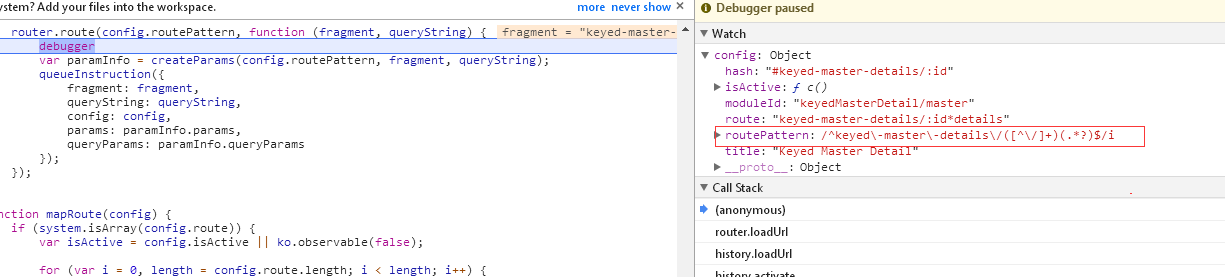 ystem? Add your files into the workspace.
more never show ×
router.route(config.routePattern, function (fragment, queryString) { fragment = "keyed-master-
debugger
var paramInfo = createParams(config.routePattern, fragment, queryString);
queueInstruction({
fragment: fragment,
queryString: queryString,
config: config,
params: paramInfo.params,
queryParams: paramInfo.queryParams
});
});
nction mapRoute(config) {
if (system.isArray(config.route)) {
var isActive = config.isActive || ko.observable(false);
for (var i = 0, length = config.route.length; i < length; i++) {
Debugger paused
Watch
config: Object
hash: "#keyed-master-details/:id"
isActive: ƒ c()
moduleId: "keyedMasterDetail/master"
route: "keyed-master-details/:id*details"
routePattern: /^keyed\-master\-details\/([^\/]+)(.*?)$/i
title: "Keyed Master Detail"
__proto__: Object
Call Stack
(anonymous)
router.loadUrl
history.loadUrl
history.activate